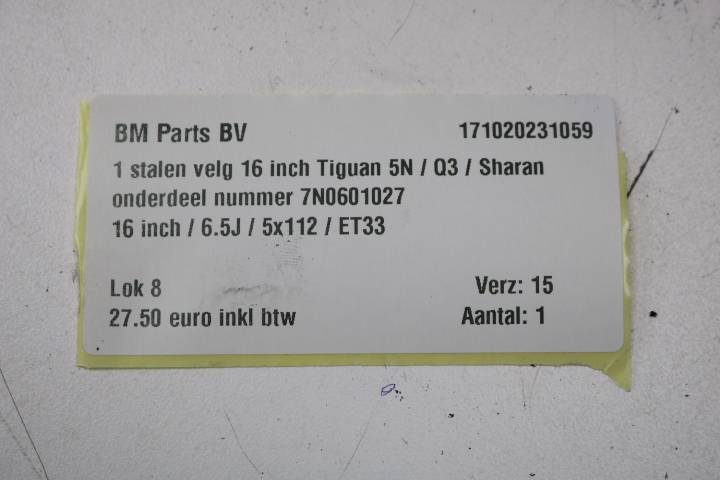 BM Parts BV 171020231059
1 stalen velg 16 inch Tiguan 5N / Q3 / Sharan
onderdeel nummer 7N0601027
16 inch / 6.5J / 5x112 / ET33
Lok 8 Verz: 15
27.50 euro inkl btw Aantal: 1